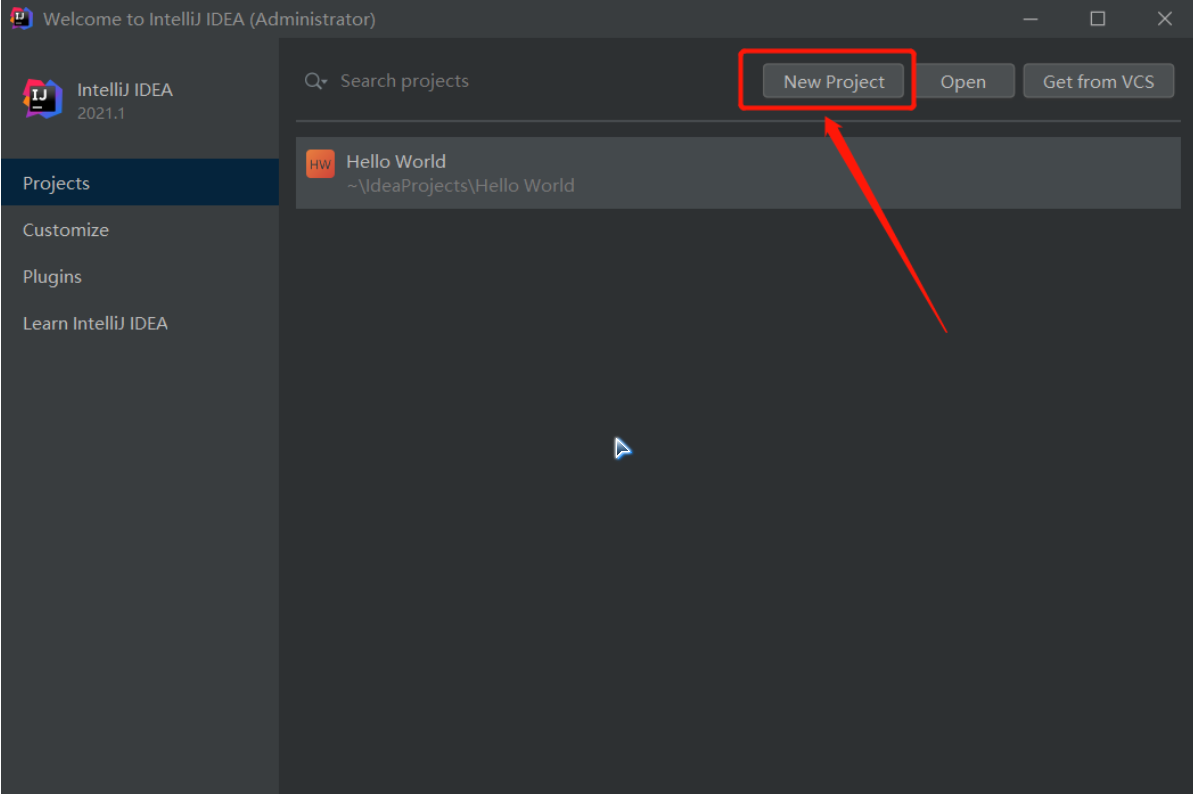 Welcome to IntelliJ IDEA (Administrator)
IJ
IntelliJ IDEA
2021.1
Search projects
New Project
Open
Get from VCS
Projects
Customize
Plugins
Learn IntelliJ IDEA
HW
Hello World
~\IdeaProjects\Hello World